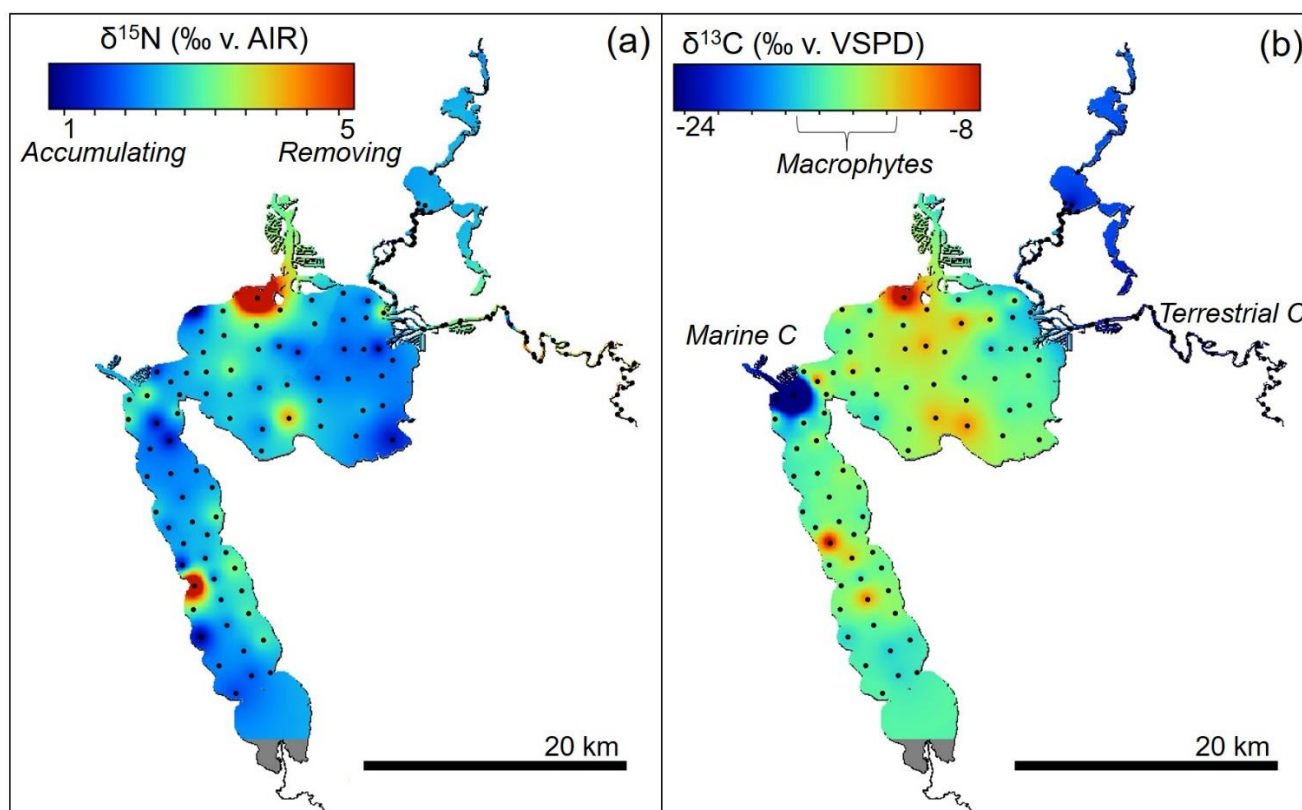 δ¹⁵N (‰ v. AIR)
(a)
1
5
Accumulating
Removing
20 km
δ¹³C (‰ v. VSPD)
(b)
-24
-8
Macrophytes
Marine C
Terrestrial C
20 km